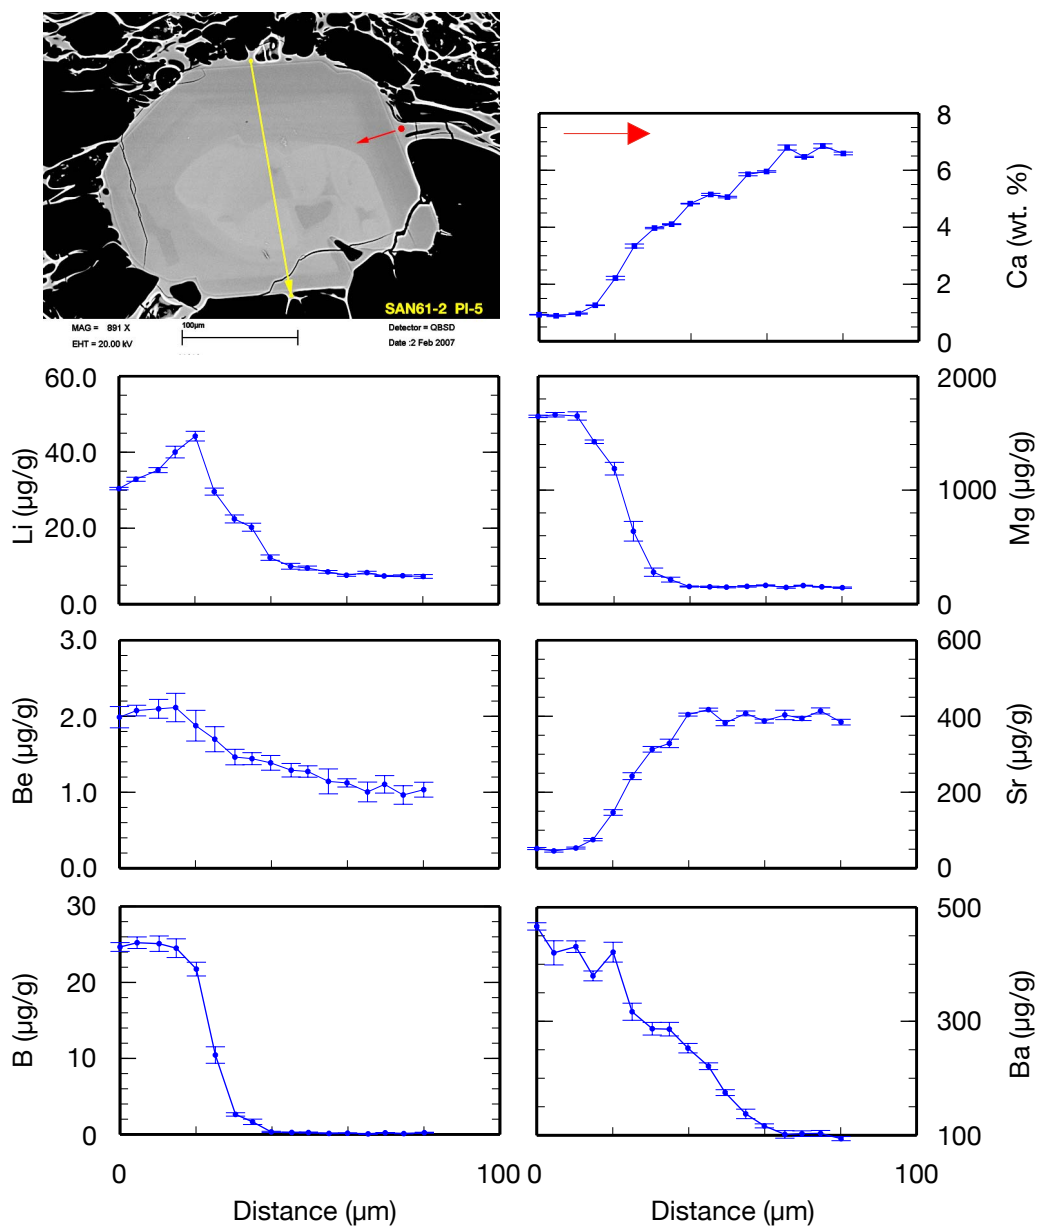 SAN61-2 PI-5
MAG = 891 X
100µm
Detector = QBSD
EHT = 20.00 kV
Date :2 Feb 2007
8
6
4
2
0
Ca (wt. %)
60.0
40.0
20.0
0.0
Li (µg/g)
2000
1000
0
Mg (µg/g)
3.0
2.0
1.0
0.0
Be (µg/g)
600
400
200
0
Sr (µg/g)
30
20
10
0
B (µg/g)
500
300
100
Ba (µg/g)
0
100
0
100
Distance (µm)
Distance (µm)